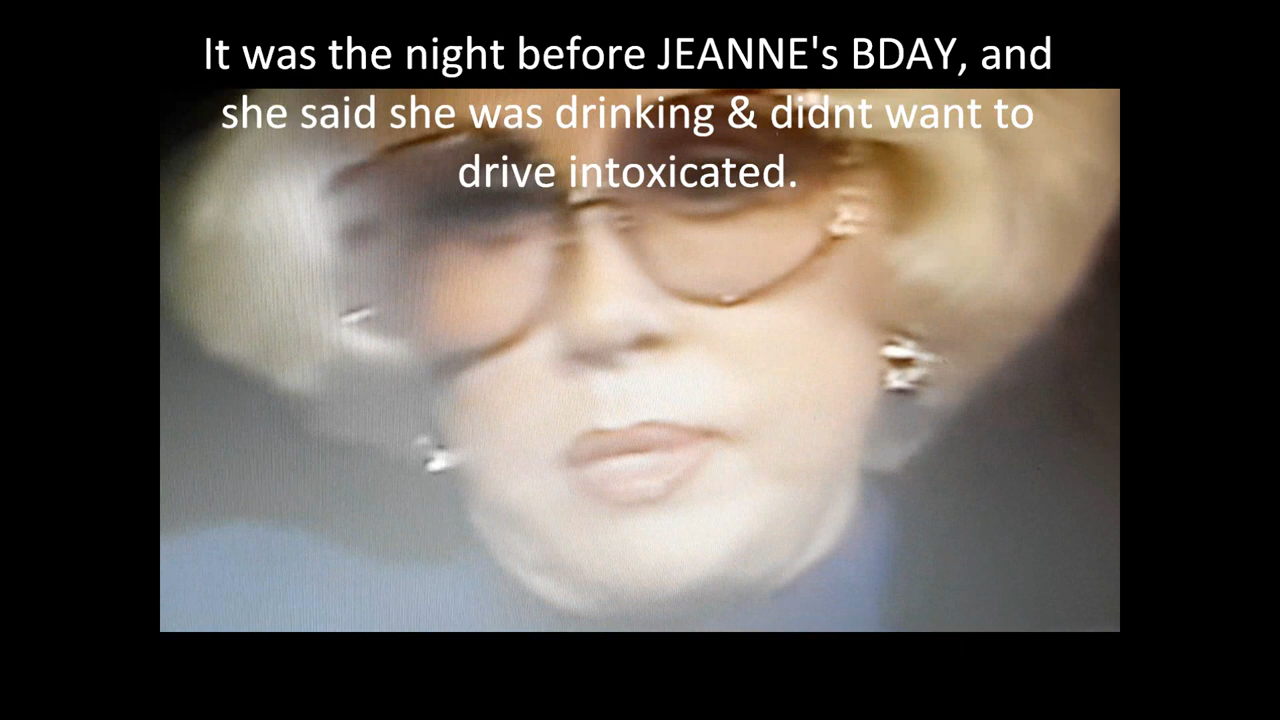 It was the night before JEANNE's BDAY, and
she said she was drinking & didnt want to
drive intoxicated.